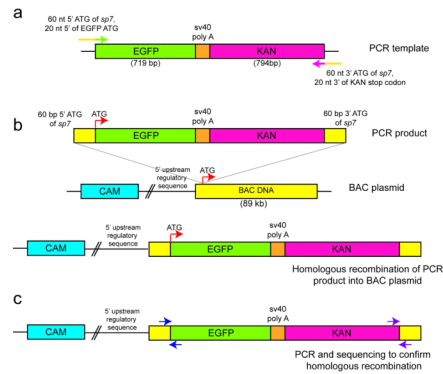 a
60 nt 5' ATG of sp7,
20 nt 5' of EGFP ATG
sv40
poly A
EGFP
KAN
(719 bp)
(794bp)
PCR template
60 nt 3' ATG of sp7,
20 nt 3' of KAN stop codon
b
60 bp 5' ATG
of sp7
ATG
sv40
poly A
60 bp 3' ATG
of sp7
EGFP
KAN
PCR product
5' upstream
regulatory
sequence
ATG
CAM
BAC DNA
(89 kb)
BAC plasmid
5' upstream
regulatory
sequence
ATG
sv40
poly A
CAM
EGFP
KAN
Homologous recombination of PCR
product into BAC plasmid
c
5' upstream
regulatory
sequence
sv40
poly A
CAM
EGFP
KAN
PCR and sequencing to confirm
homologous recombination